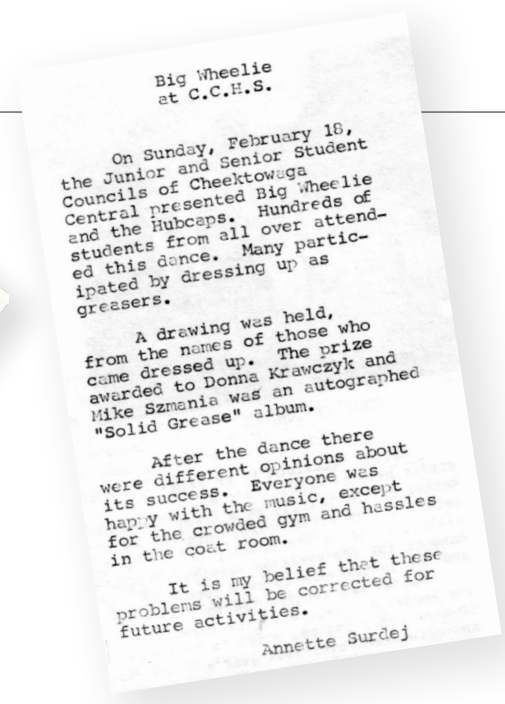 Big Wheelie
at C.C.H.S.
On Sunday, February 18,
the Junior and Senior Student
Councils of Cheektowaga
Central presented Big Wheelie
and the Hubcaps. Hundreds of
students from all over attend-
ed this dance. Many partic-
ipated by dressing up as
greasers.
A drawing was held,
from the names of those who
came dressed up. The prize
awarded to Donna Krawczyk and
Mike Szmania was an autographed
"Solid Grease" album.
After the dance there
were different opinions about
its success. Everyone was
happy with the music, except
for the crowded gym and hassles
in the coat room.
It is my belief that these
problems will be corrected for
future activities.
Annette Surdej